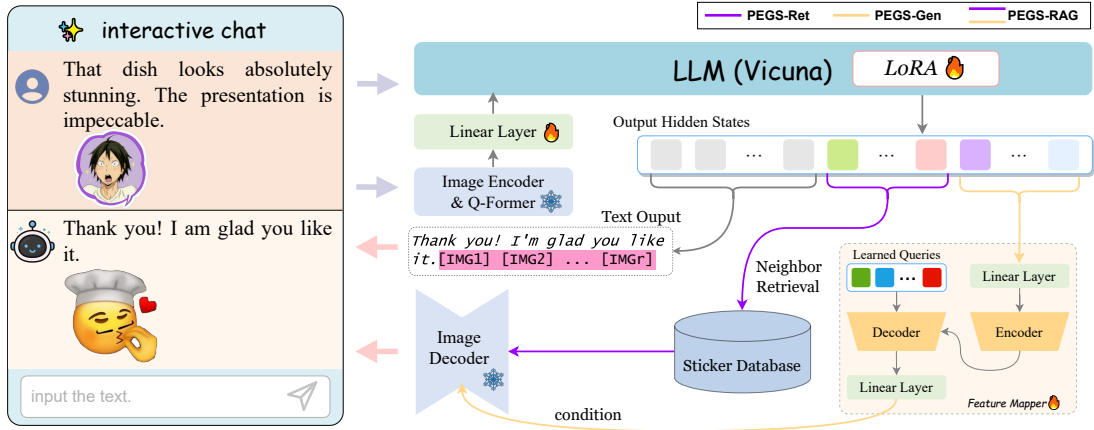 interactive chat
That dish looks absolutely
stunning. The presentation is
impeccable.
Thank you! I am glad you like
it.
input the text.
PEGS-Ret
PEGS-Gen
PEGS-RAG
LLM (Vicuna)
LoRA
Linear Layer
Output Hidden States
... ... ...
Image Encoder
& Q-Former
Text Ouput
Thank you! I'm glad you like
it.[IMG1] [IMG2] ... [IMGr]
Neighbor
Retrieval
Learned Queries
...
Linear Layer
Decoder
Encoder
Linear Layer
Feature Mapper
Image
Decoder
Sticker Database
condition